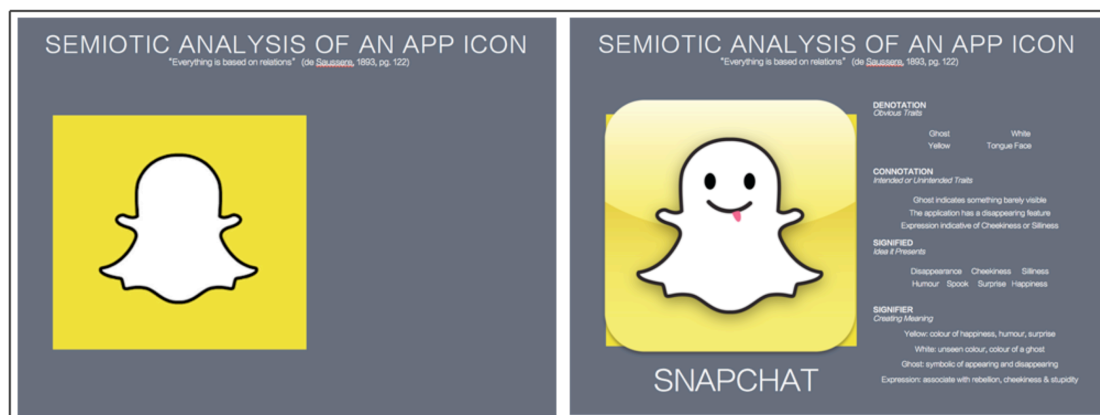 SEMIOTIC ANALYSIS OF AN APP ICON
“Everything is based on relations” (de Saussere, 1893, pg. 122)
SEMIOTIC ANALYSIS OF AN APP ICON
“Everything is based on relations” (de Saussere, 1893, pg. 122)
DENOTATION
Obvious Traits
Ghost White
Yellow Tongue Face
CONNOTATION
Intended or Unintended Traits
Ghost indicates something barely visible
The application has a disappearing feature
Expression indicative of Cheekiness or Silliness
SIGNIFIED
Idea it Presents
Disappearance Cheekiness Silliness
Humour Spook Surprise Happiness
SIGNIFIER
Creating Meaning
Yellow: colour of happiness, humour, surprise
White: unseen colour, colour of a ghost
Ghost: symbolic of appearing and disappearing
Expression: associate with rebellion, cheekiness & stupidity
SNAPCHAT